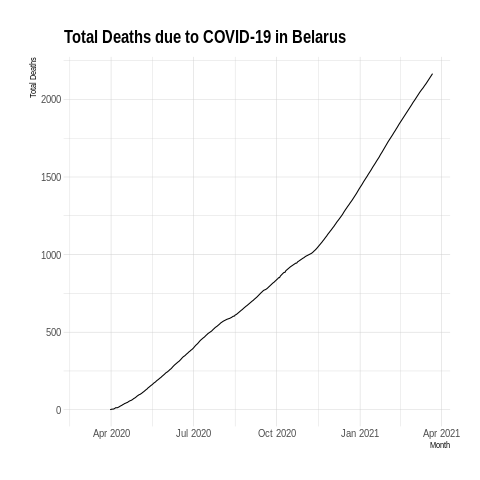 Total Deaths due to COVID-19 in Belarus
Total Deaths
2000
1500
1000
500
0
Apr 2020 Jul 2020 Oct 2020 Jan 2021 Apr 2021
Month